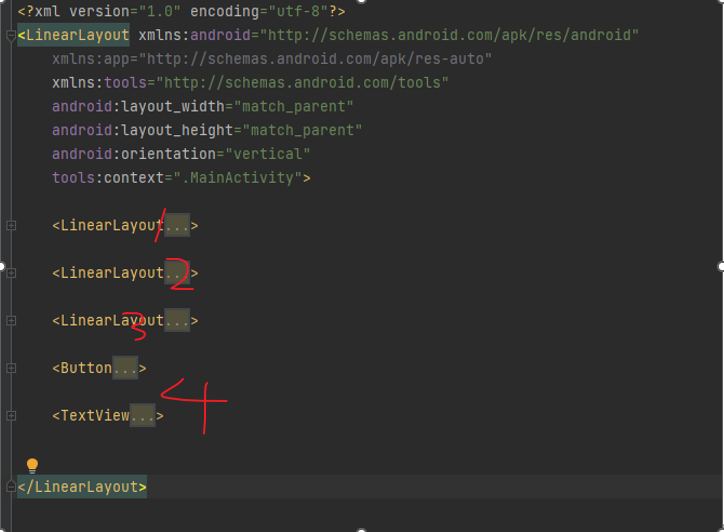 <?xml version="1.0" encoding="utf-8"?>
<LinearLayout xmlns:android="http://schemas.android.com/apk/res/android"
xmlns:app="http://schemas.android.com/apk/res-auto"
xmlns:tools="http://schemas.android.com/tools"
android:layout_width="match_parent"
android:layout_height="match_parent"
android:orientation="vertical"
tools:context=".MainActivity">
<LinearLayout...> 1
<LinearLayout...> 2
<LinearLayout...> 3
<Button...>
4
<TextView...>
</LinearLayout>